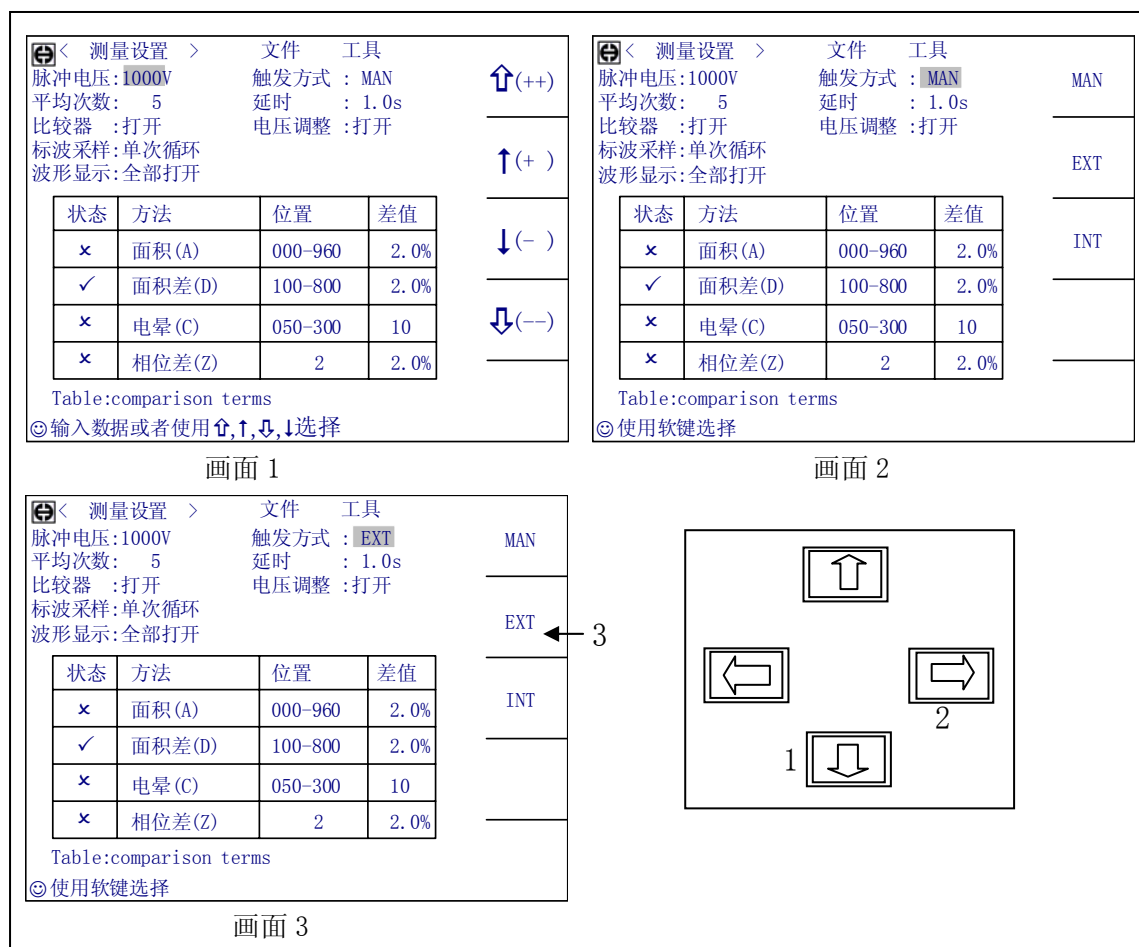 < 测量设置 > 文件 工具
脉冲电压:1000V 触发方式 : MAN
平均次数: 5 延时 : 1.0s
比较器 :打开 电压调整 :打开
标波采样:单次循环
波形显示:全部打开
⇧(++)
↑(+ )
↓(- )
⇩(--)
状态 方法 位置 差值
× 面积(A) 000-960 2.0%
✓ 面积差(D) 100-800 2.0%
× 电晕(C) 050-300 10
× 相位差(Z) 2 2.0%
Table:comparison terms
☺输入数据或者使用⇧,↑,⇩,↓选择
画面 1
< 测量设置 > 文件 工具
脉冲电压:1000V 触发方式 : MAN
平均次数: 5 延时 : 1.0s
比较器 :打开 电压调整 :打开
标波采样:单次循环
波形显示:全部打开
MAN
EXT
INT
状态 方法 位置 差值
× 面积(A) 000-960 2.0%
✓ 面积差(D) 100-800 2.0%
× 电晕(C) 050-300 10
× 相位差(Z) 2 2.0%
Table:comparison terms
☺使用软键选择
画面 2
< 测量设置 > 文件 工具
脉冲电压:1000V 触发方式 : EXT
平均次数: 5 延时 : 1.0s
比较器 :打开 电压调整 :打开
标波采样:单次循环
波形显示:全部打开
MAN
EXT
INT
3
状态 方法 位置 差值
× 面积(A) 000-960 2.0%
✓ 面积差(D) 100-800 2.0%
× 电晕(C) 050-300 10
× 相位差(Z) 2 2.0%
Table:comparison terms
☺使用软键选择
画面 3
2
1